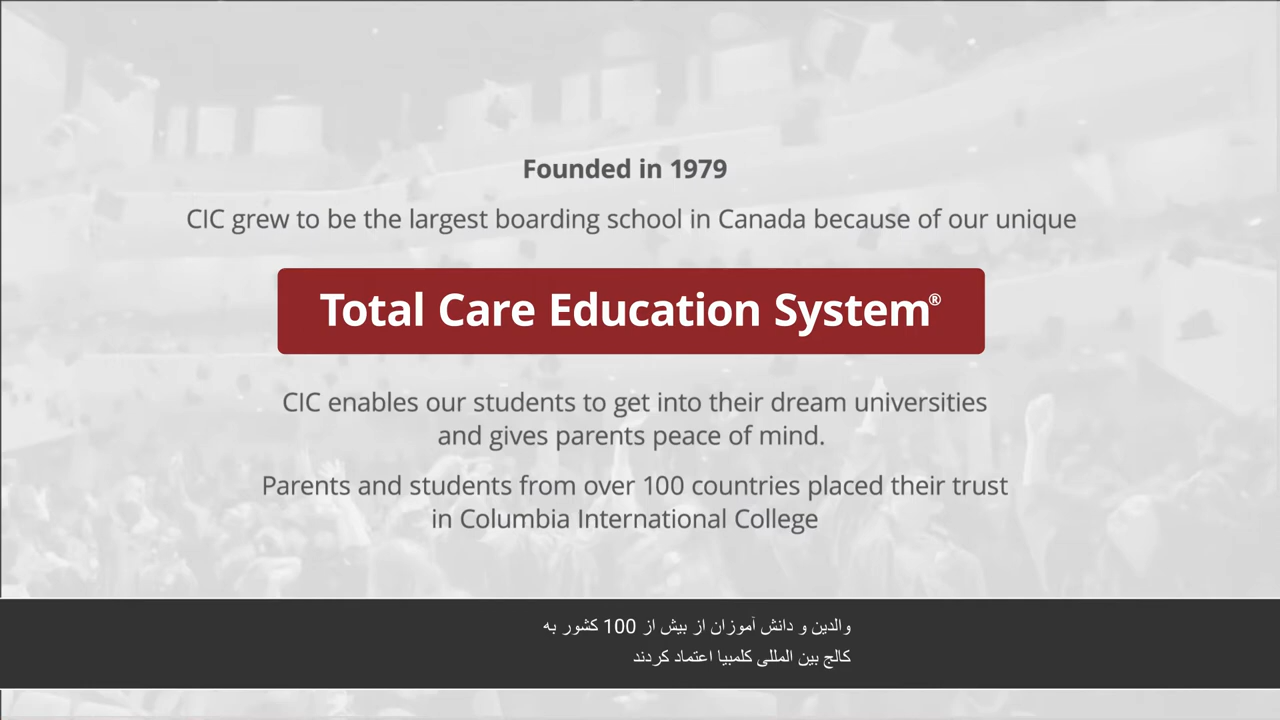 Founded in 1979
CIC grew to be the largest boarding school in Canada because of our unique
Total Care Education System®
CIC enables our students to get into their dream universities
and gives parents peace of mind.
Parents and students from over 100 countries placed their trust
in Columbia International College
والدین و دانش آموزان از بیش از 100 کشور به
کالج بین المللی کلمبیا اعتماد کردند